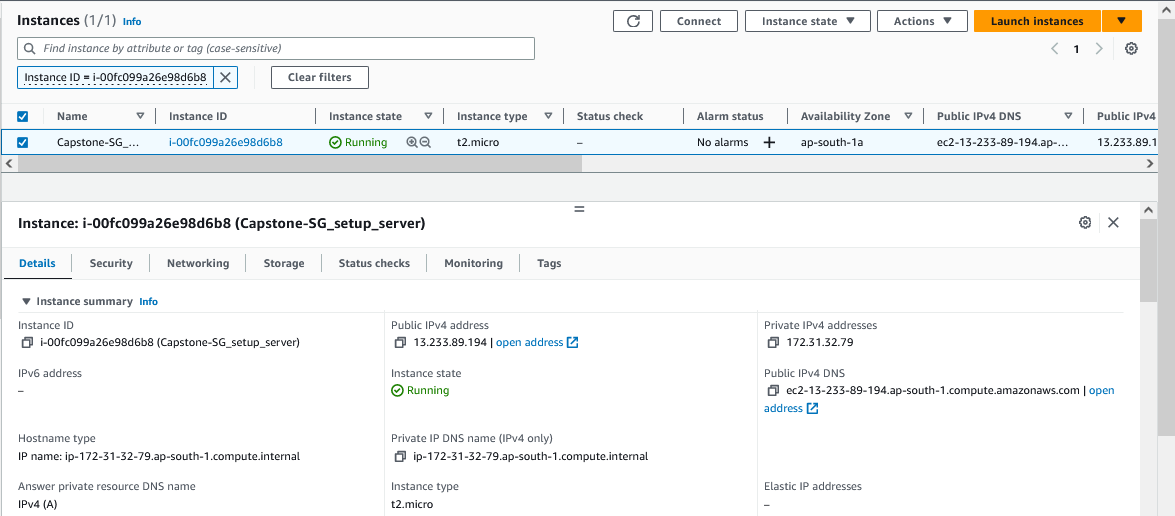 Instances (1/1) Info
Connect
Instance state
Actions
Launch instances
Find instance by attribute or tag (case-sensitive)
1
Instance ID = i-00fc099a26e98d6b8
Clear filters
Name Instance ID Instance state Instance type Status check Alarm status Availability Zone Public IPv4 DNS Public IPv4
Capstone-SG_... i-00fc099a26e98d6b8 Running t2.micro – No alarms + ap-south-1a ec2-13-233-89-194.ap-... 13.233.89.1
Instance: i-00fc099a26e98d6b8 (Capstone-SG_setup_server)
Details Security Networking Storage Status checks Monitoring Tags
Instance summary Info
Instance ID
i-00fc099a26e98d6b8 (Capstone-SG_setup_server)
Public IPv4 address
13.233.89.194 | open address
Private IPv4 addresses
172.31.32.79
IPv6 address
–
Instance state
Running
Public IPv4 DNS
ec2-13-233-89-194.ap-south-1.compute.amazonaws.com | open
address
Hostname type
IP name: ip-172-31-32-79.ap-south-1.compute.internal
Private IP DNS name (IPv4 only)
ip-172-31-32-79.ap-south-1.compute.internal
Answer private resource DNS name
IPv4 (A)
Instance type
t2.micro
Elastic IP addresses
–